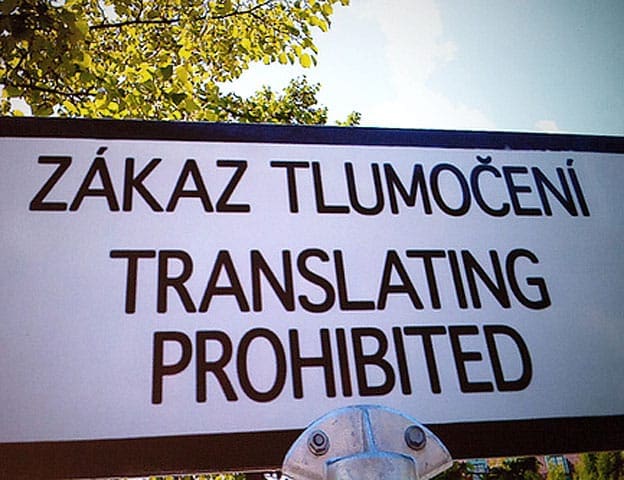 ZÁKAZ TLUMOČENÍ
TRANSLATING
PROHIBITED